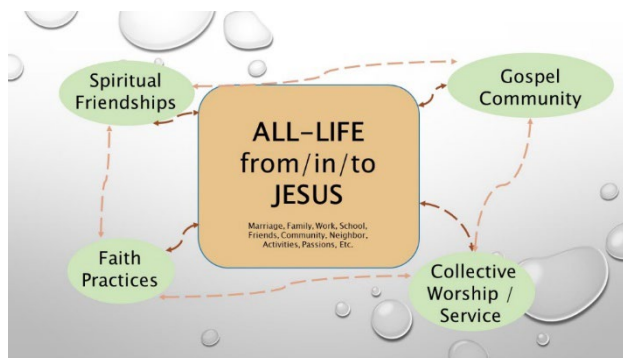 Spiritual
Friendships
Gospel
Community
ALL-LIFE
from/in/to
JESUS
Marriage, Family, Work, School,
Friends, Community, Neighbor,
Activities, Passions, Etc.
Faith
Practices
Collective
Worship /
Service